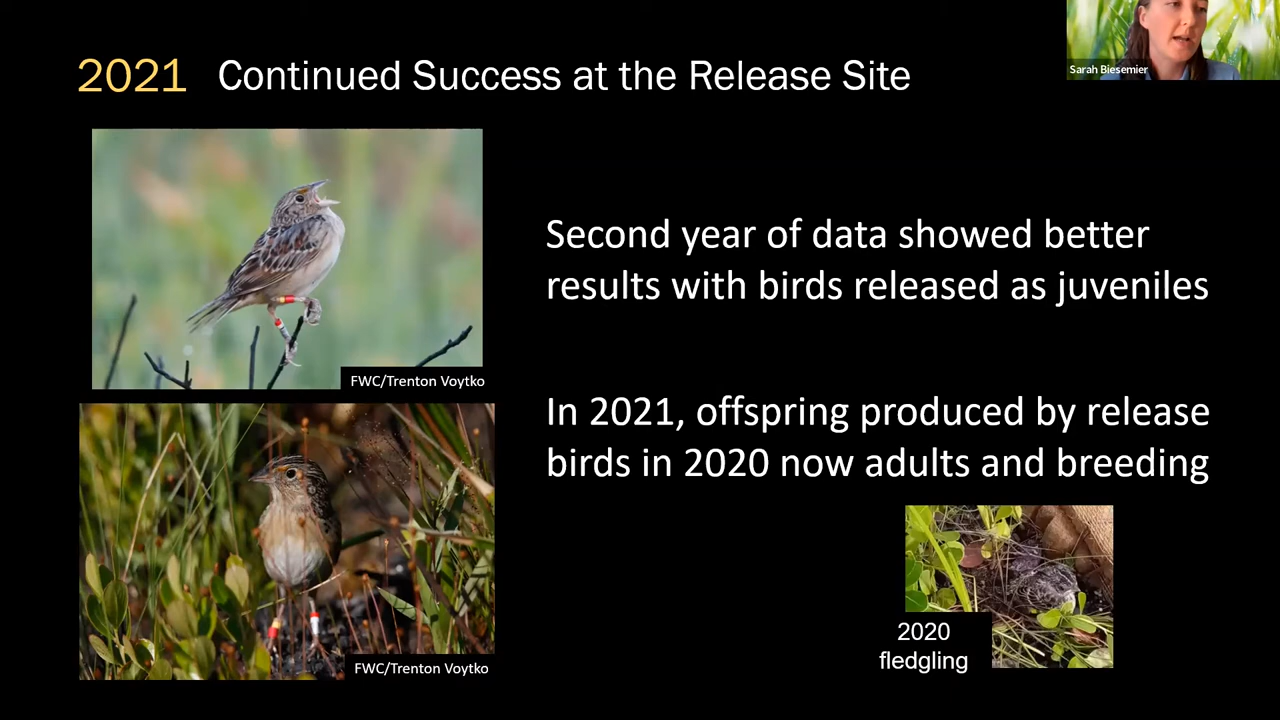 2021 Continued Success at the Release Site
Sarah Biesemier
FWC/Trenton Voytko
Second year of data showed better
results with birds released as juveniles
In 2021, offspring produced by release
birds in 2020 now adults and breeding
FWC/Trenton Voytko
2020
fledgling